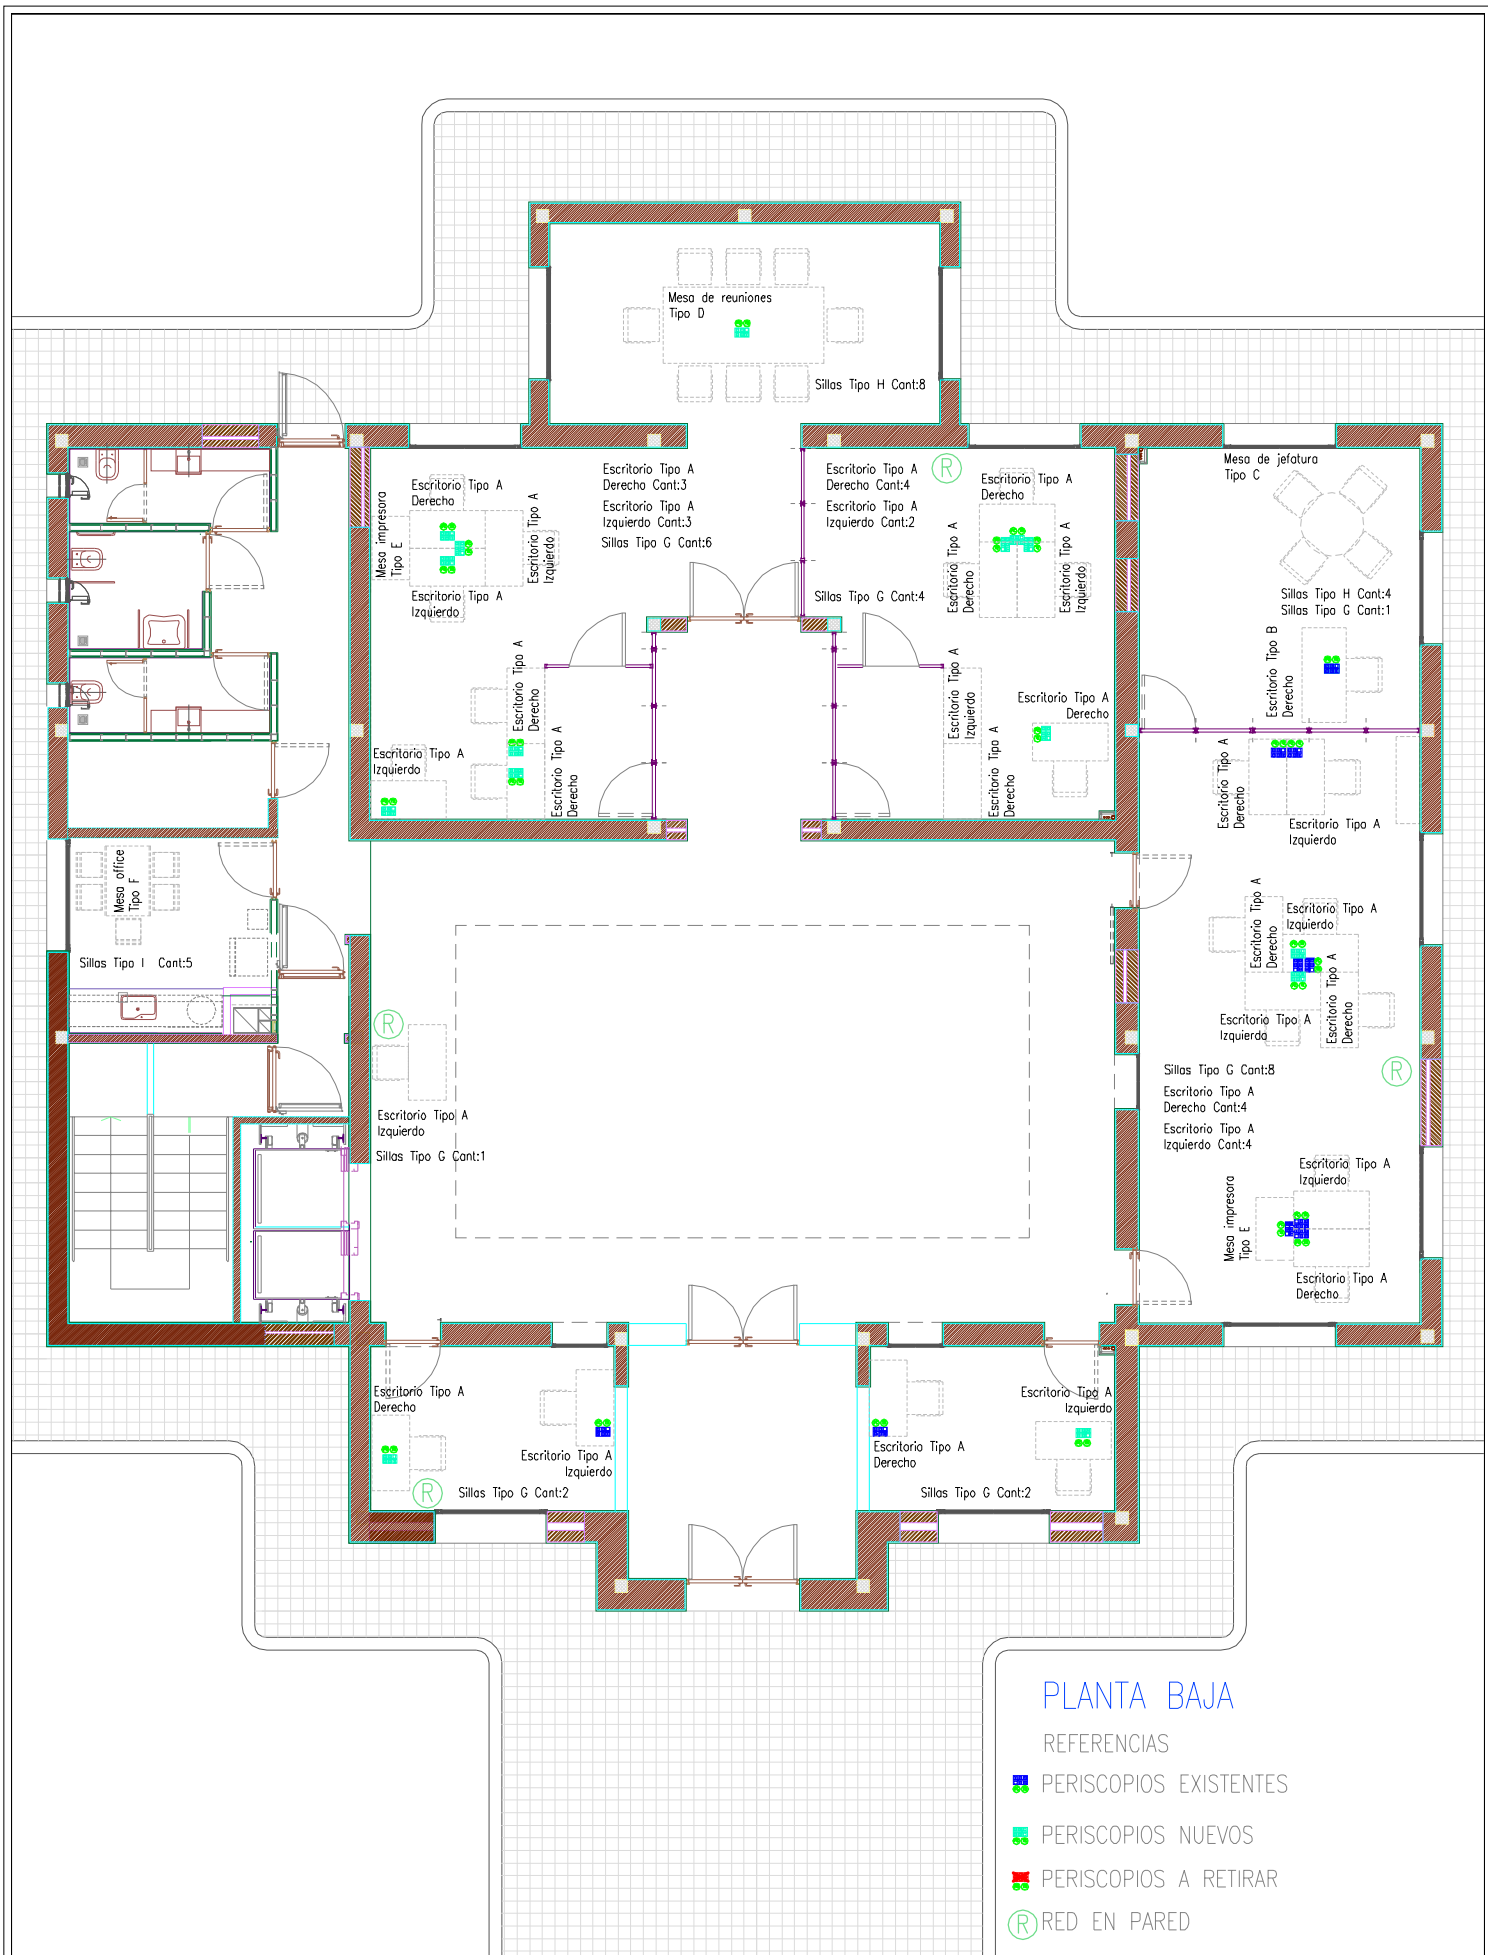 Mesa de reuniones
Tipo D
Sillas Tipo H Cant:8
Escritorio Tipo A
Derecho
Mesa impresora
Tipo E
Escritorio Tipo A
Izquierdo
Escritorio Tipo A
Izquierdo
Escritorio Tipo A
Derecho Cant:3
Escritorio Tipo A
Izquierdo Cant:3
Sillas Tipo G Cant:6
Escritorio Tipo A
Derecho
Escritorio Tipo A
Izquierdo
Escritorio Tipo A
Derecho
Escritorio Tipo A
Derecho Cant:4
Escritorio Tipo A
Izquierdo Cant:2
Sillas Tipo G Cant:4
R
Escritorio Tipo A
Derecho
Escritorio Tipo A
Derecho
Escritorio Tipo A
Izquierdo
Escritorio Tipo A
Izquierdo
Escritorio Tipo A
Derecho
Escritorio Tipo A
Derecho
Mesa de jefatura
Tipo C
Sillas Tipo H Cant:4
Sillas Tipo G Cant:1
Escritorio Tipo B
Derecho
Escritorio Tipo A
Derecho
Escritorio Tipo A
Izquierdo
Escritorio Tipo A
Derecho
Escritorio Tipo A
Izquierdo
Escritorio Tipo A
Izquierdo
Escritorio Tipo A
Derecho
R
Sillas Tipo G Cant:8
Escritorio Tipo A
Derecho Cant:4
Escritorio Tipo A
Izquierdo Cant:4
Escritorio Tipo A
Izquierdo
Mesa impresora
Tipo E
Escritorio Tipo A
Derecho
Mesa office
Tipo F
Sillas Tipo I Cant:5
R
Escritorio Tipo A
Izquierdo
Sillas Tipo G Cant:1
Escritorio Tipo A
Derecho
Escritorio Tipo A
Izquierdo
R
Sillas Tipo G Cant:2
Escritorio Tipo A
Izquierdo
Escritorio Tipo A
Derecho
Sillas Tipo G Cant:2
PLANTA BAJA
REFERENCIAS
PERISCOPIOS EXISTENTES
PERISCOPIOS NUEVOS
PERISCOPIOS A RETIRAR
R RED EN PARED